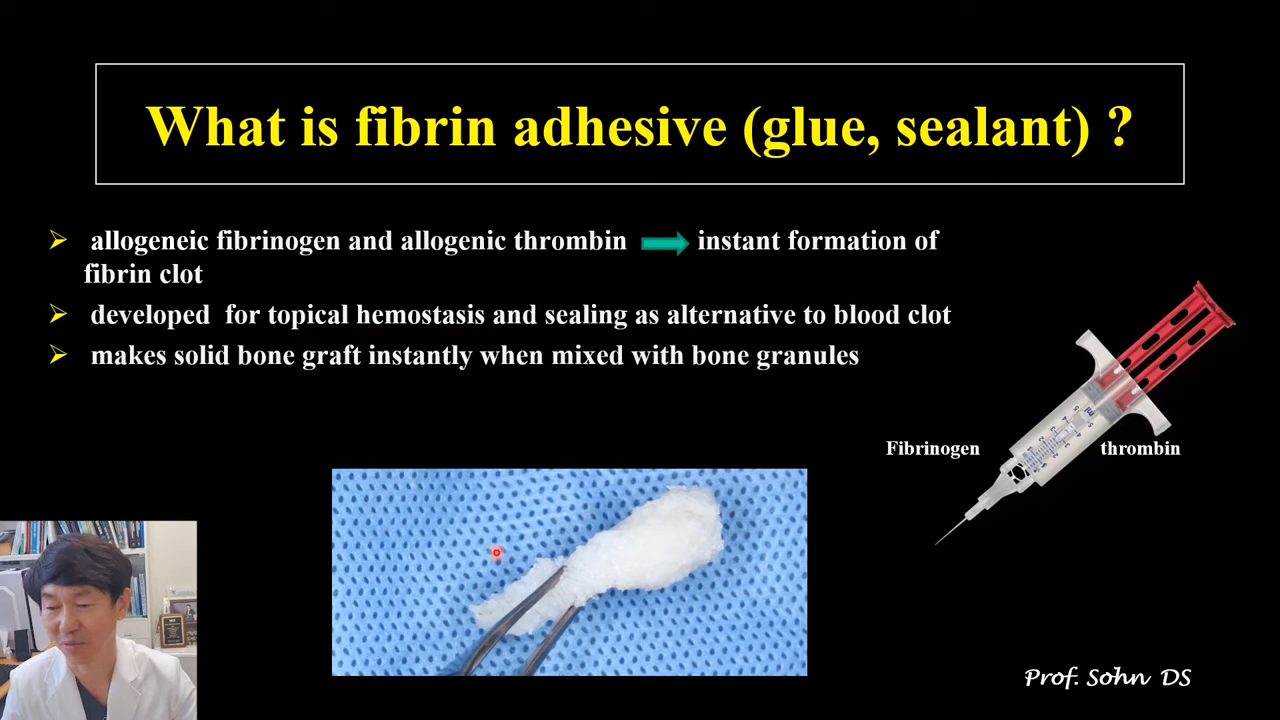 What is fibrin adhesive (glue, sealant) ?
allogeneic fibrinogen and allogenic thrombin instant formation of
fibrin clot
developed for topical hemostasis and sealing as alternative to blood clot
makes solid bone graft instantly when mixed with bone granules
Fibrinogen
thrombin
Prof. Sohn DS